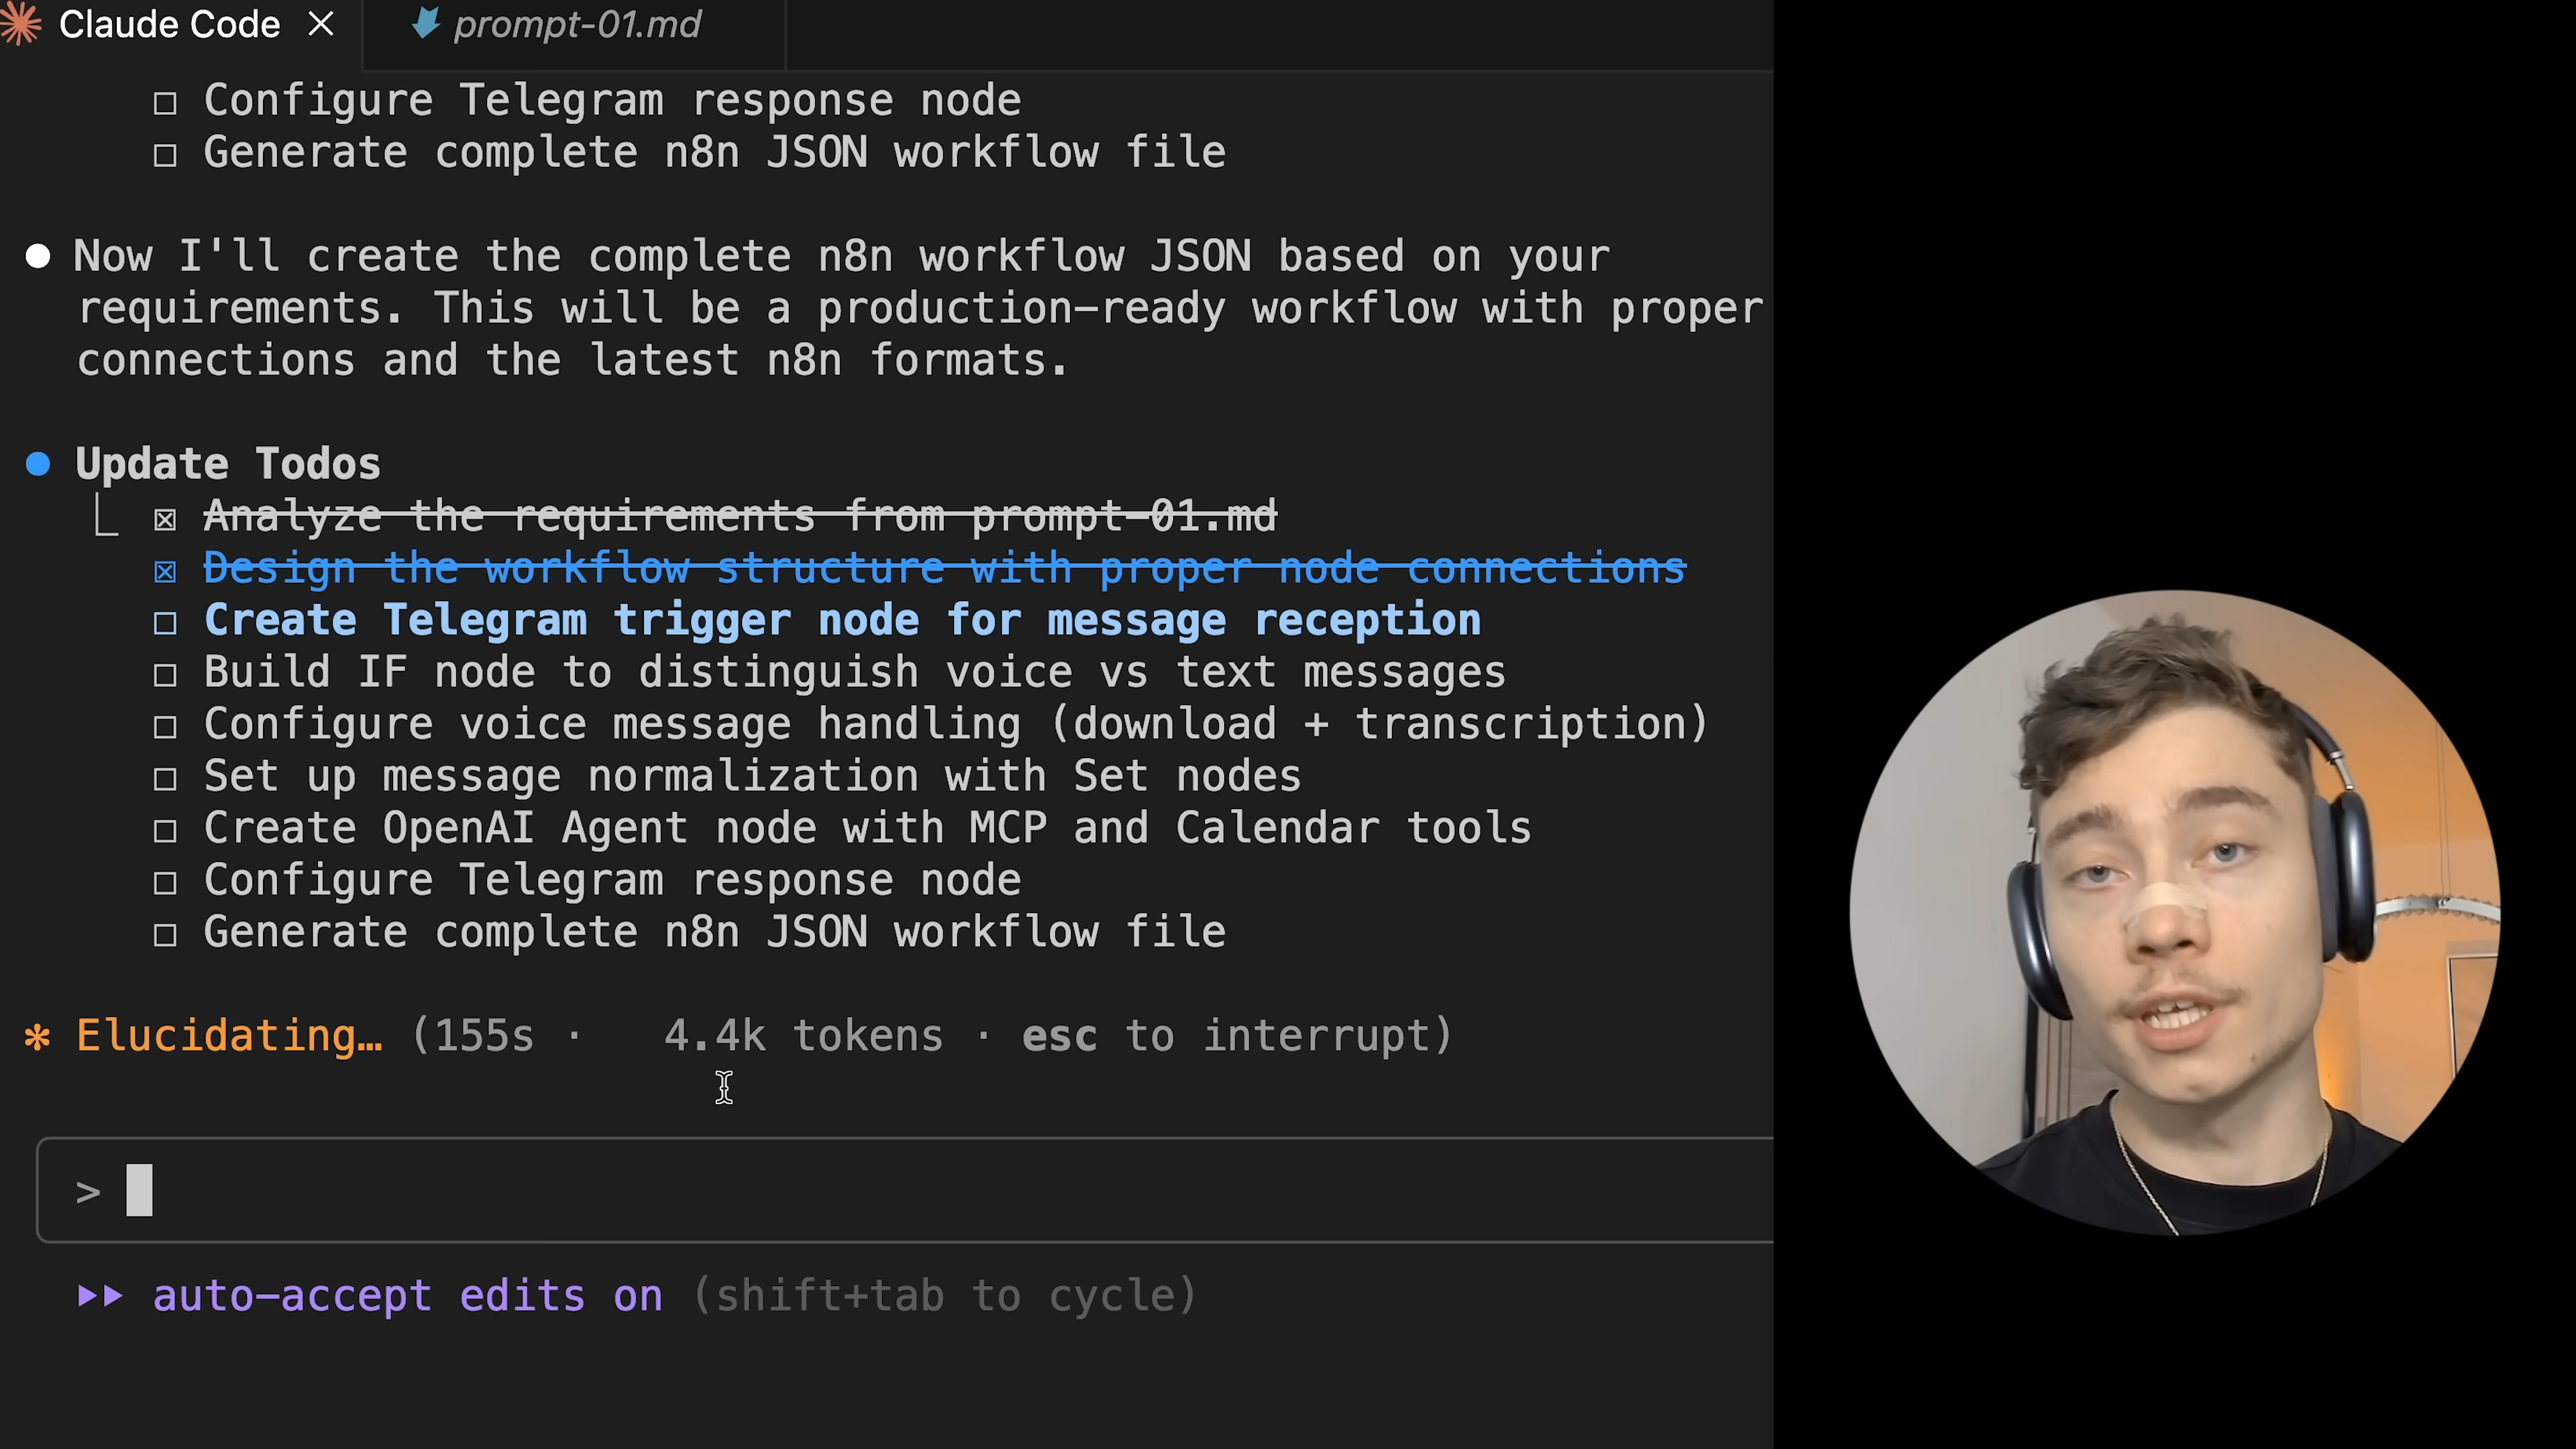 Claude Code
prompt-01.md
Configure Telegram response node
Generate complete n8n JSON workflow file
Now I'll create the complete n8n workflow JSON based on your
requirements. This will be a production-ready workflow with proper
connections and the latest n8n formats.
Update Todos
Analyze the requirements from prompt-01.md
Design the workflow structure with proper node connections
Create Telegram trigger node for message reception
Build IF node to distinguish voice vs text messages
Configure voice message handling (download + transcription)
Set up message normalization with Set nodes
Create OpenAI Agent node with MCP and Calendar tools
Configure Telegram response node
Generate complete n8n JSON workflow file
Elucidating… (155s · 4.4k tokens · esc to interrupt)
>
auto-accept edits on (shift+tab to cycle)